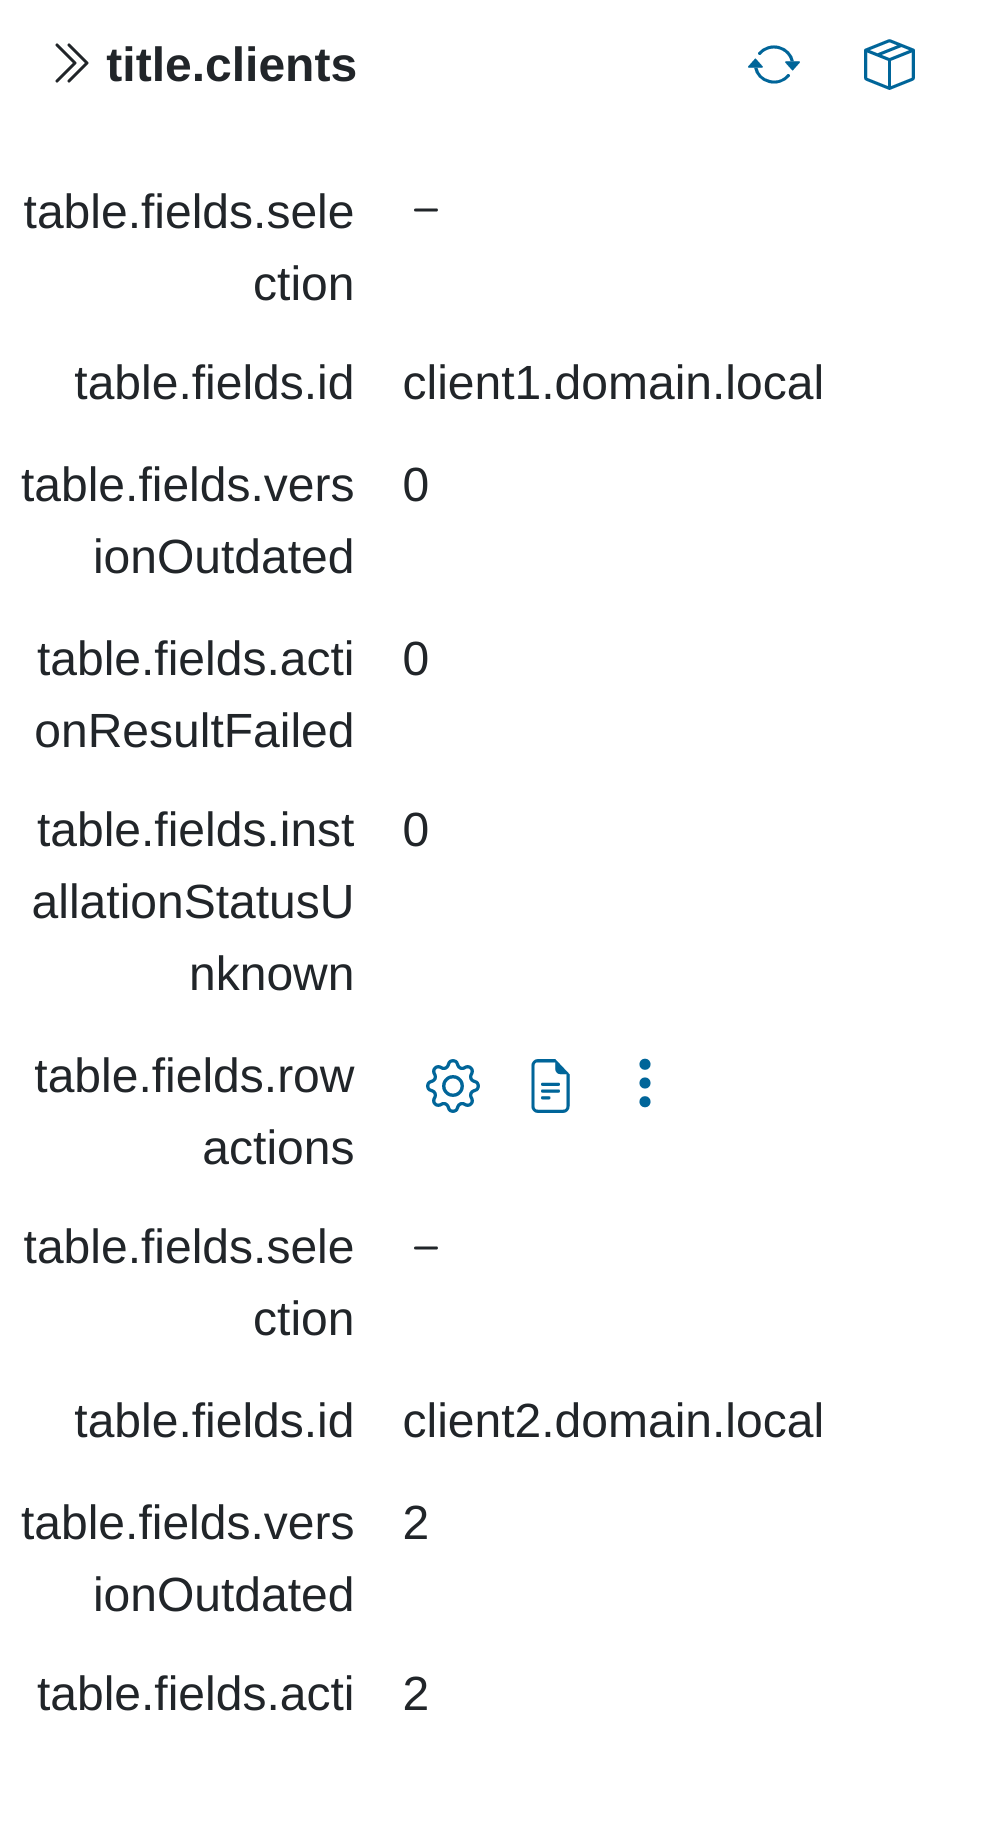 title.clients
table.fields.sele –
ction
table.fields.id client1.domain.local
table.fields.vers 0
ionOutdated
table.fields.acti 0
onResultFailed
table.fields.inst 0
allationStatusU
nknown
table.fields.row
actions
table.fields.sele –
ction
table.fields.id client2.domain.local
table.fields.vers 2
ionOutdated
table.fields.acti 2